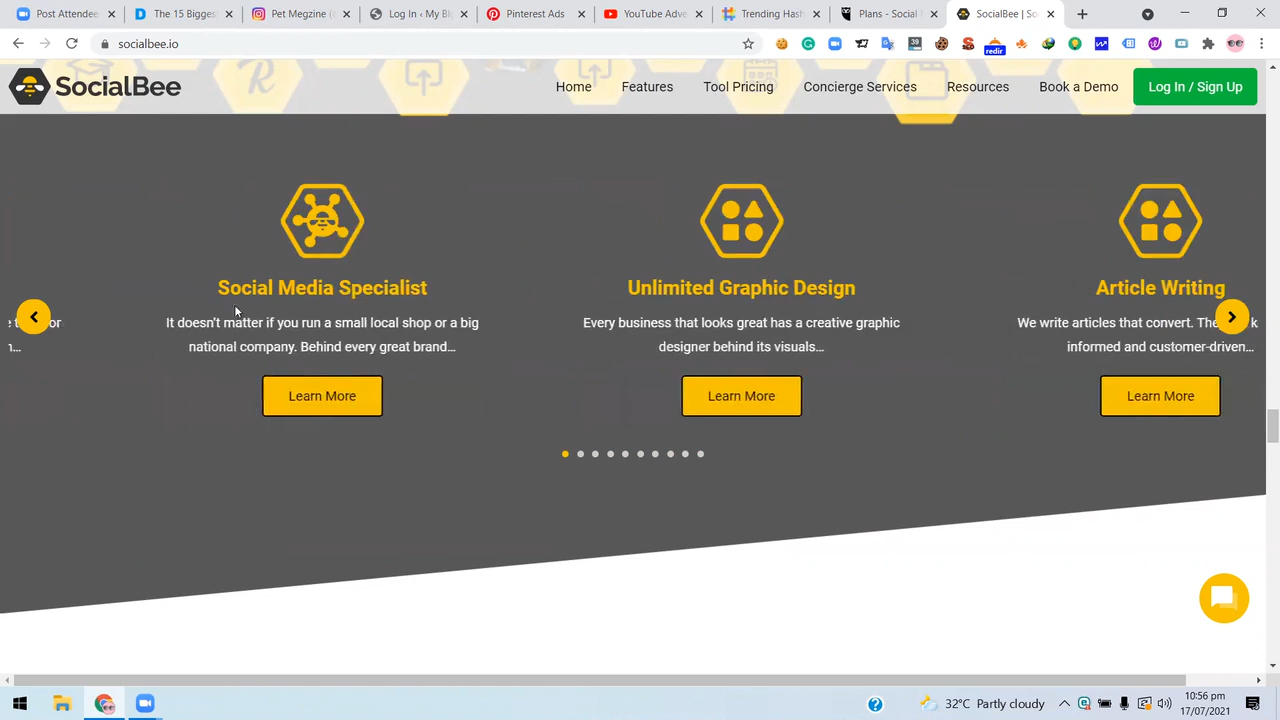 Post Attendee
The 15 Biggest
Pet Megzine (
Log In ‹ My Bl
Pinterest Ads
YouTube Adve
Trending Hash
Plans - Social
SocialBee | So
socialbee.io
39
redir
SocialBee
Home
Features
Tool Pricing
Concierge Services
Resources
Book a Demo
Log In / Sign Up
Social Media Specialist
It doesn't matter if you run a small local shop or a big
national company. Behind every great brand...
Learn More
Unlimited Graphic Design
Every business that looks great has a creative graphic
designer behind its visuals...
Learn More
Article Writing
We write articles that convert. The
informed and customer-driven...
Learn More
32°C Partly cloudy
10:56 pm
17/07/2021